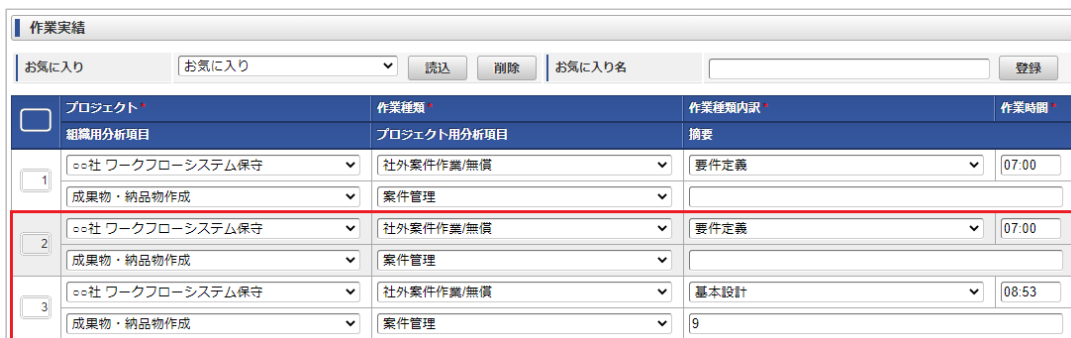 作業実績
お気に入り お気に入り 読込 削除 お気に入り名 登録
プロジェクト* 作業種類* 作業種類内訳* 作業時間*
組織用分析項目 プロジェクト用分析項目 摘要
1 ○○社 ワークフローシステム保守 社外案件作業/無償 要件定義 07:00
成果物・納品物作成 案件管理
2 ○○社 ワークフローシステム保守 社外案件作業/無償 要件定義 07:00
成果物・納品物作成 案件管理
3 ○○社 ワークフローシステム保守 社外案件作業/無償 基本設計 08:53
成果物・納品物作成 案件管理 9